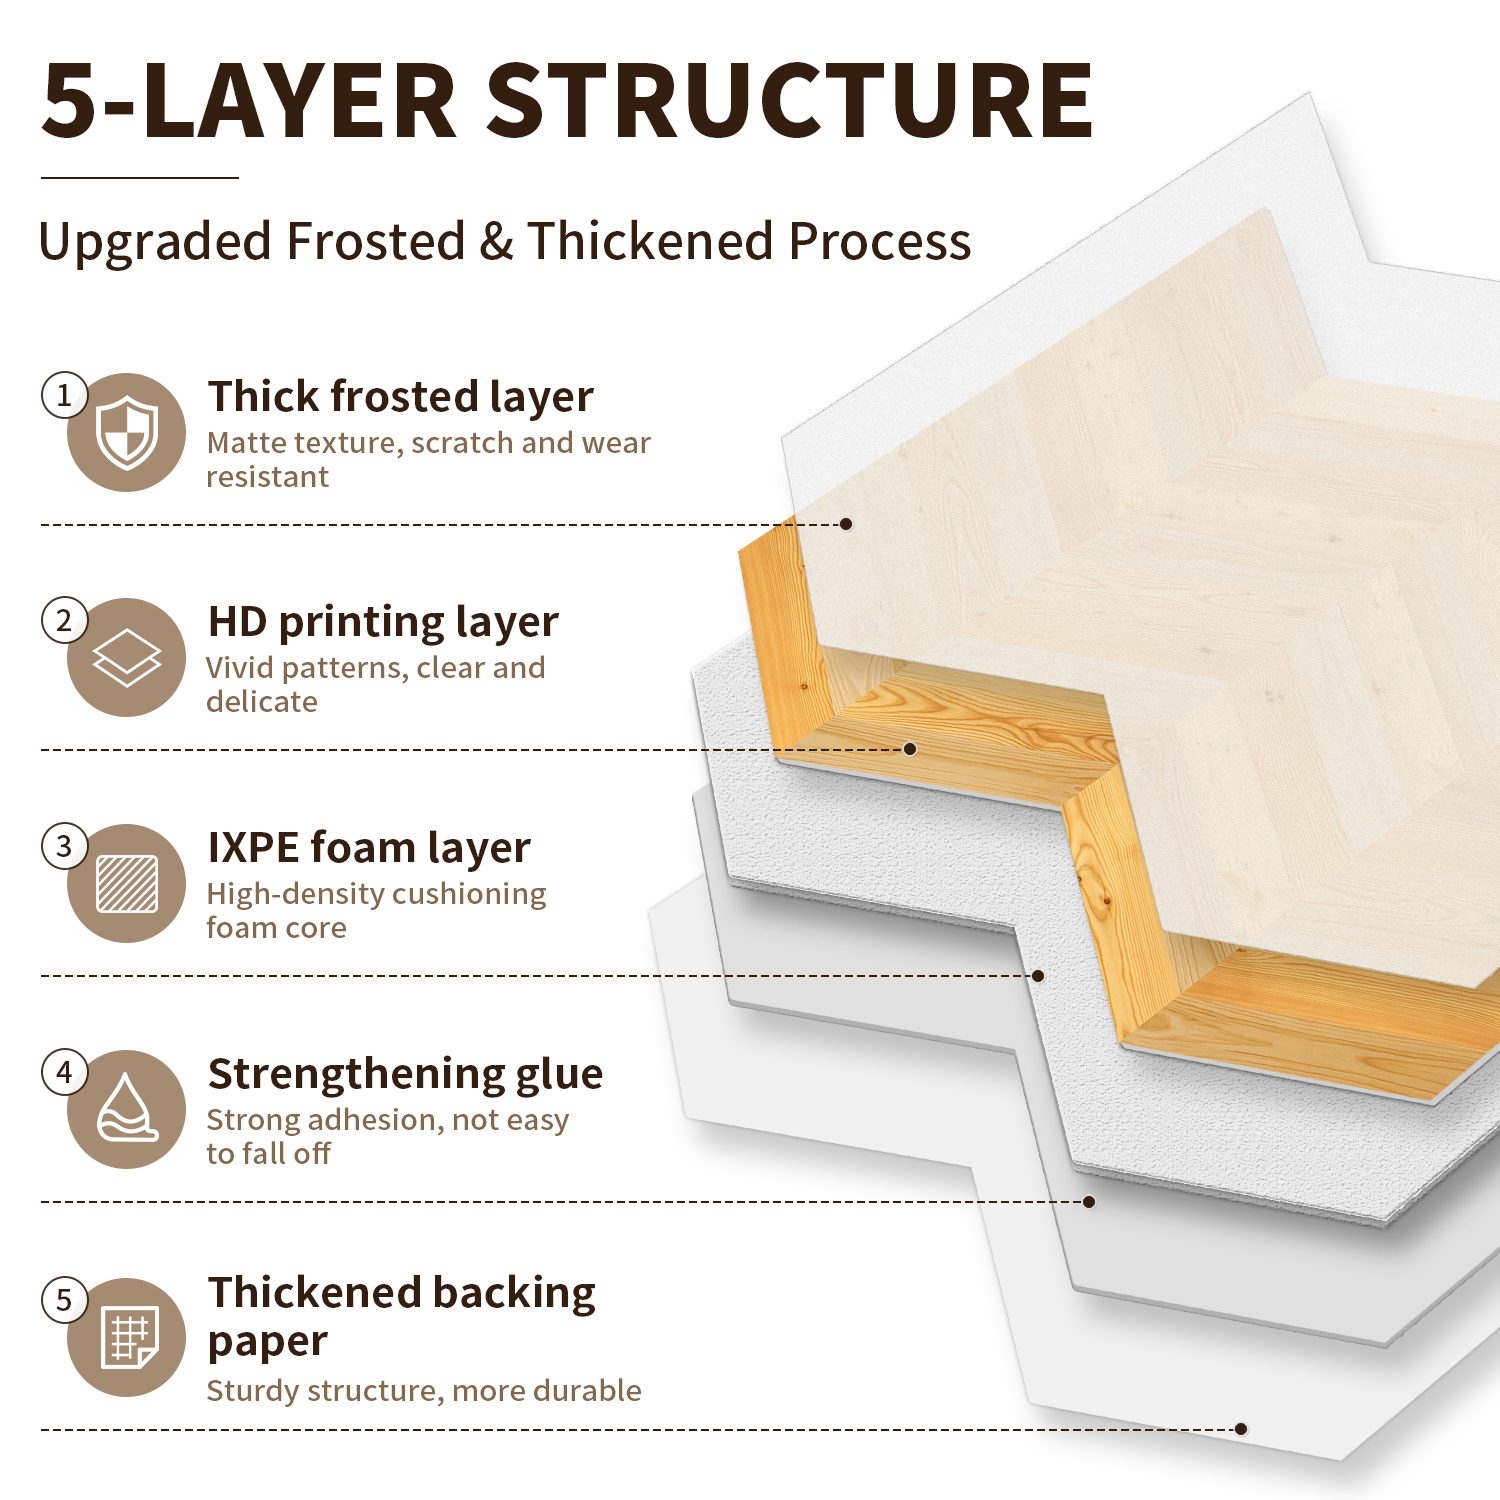 5-LAYER STRUCTURE
Upgraded Frosted & Thickened Process
1
Thick frosted layer
Matte texture, scratch and wear
resistant
2
HD printing layer
Vivid patterns, clear and
delicate
3
IXPE foam layer
High-density cushioning
foam core
4
Strengthening glue
Strong adhesion, not easy
to fall off
5
Thickened backing
paper
Sturdy structure, more durable